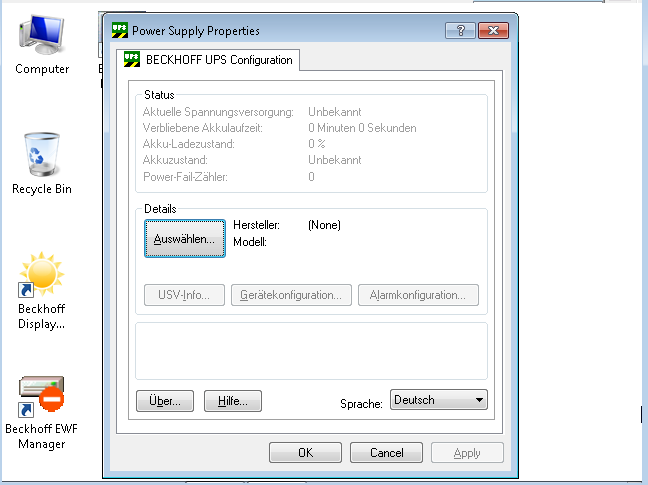 Power Supply Properties
UPS
BECKHOFF UPS Configuration
Status
Aktuelle Spannungsversorgung: Unbekannt
Verbliebene Akkulaufzeit: 0 Minuten 0 Sekunden
Akku-Ladezustand: 0 %
Akkuzustand: Unbekannt
Power-Fail-Zähler: 0
Details
Auswählen...
Hersteller: (None)
Modell:
USV-Info... Gerätekonfiguration... Alarmkonfiguration...
Über... Hilfe... Sprache: Deutsch
OK Cancel Apply
Computer
Recycle Bin
Beckhoff
Display...
Beckhoff EWF
Manager